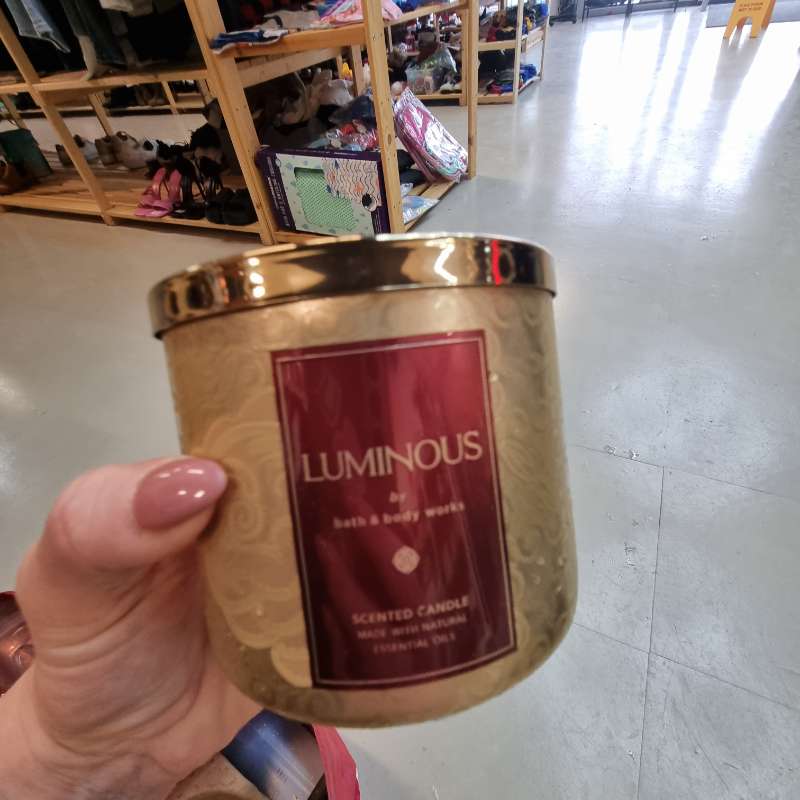 LUMINOUS
by
bath & body works
SCENTED CANDLE
MADE WITH NATURAL
ESSENTIAL OILS